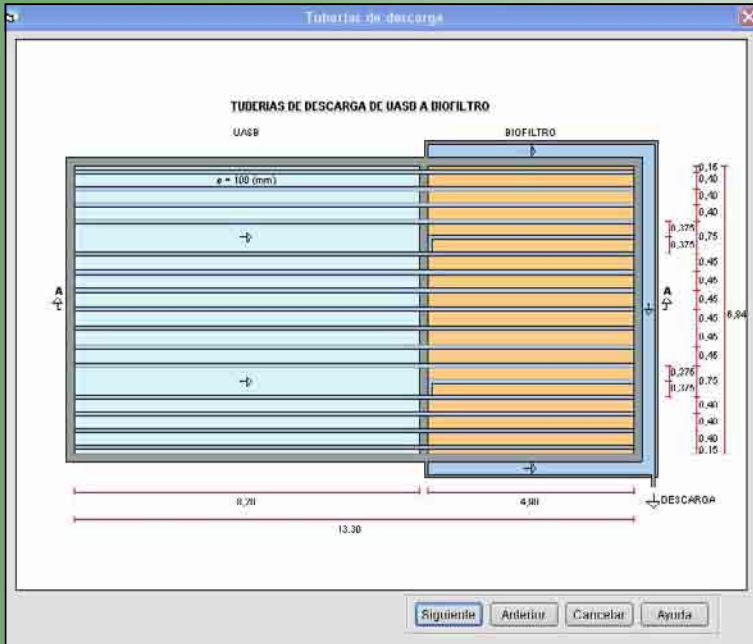 Tuberias de descarga
TUBERIAS DE DESCARGA DE UASB A BIOFILTRO
UASB
BIOFILTRO
ø = 100 (mm)
0,15
0,40
0,40
0,40
0,375
0,75
0,375
0,45
A
A
0,45
0,45
0,45
6,84
0,45
0,45
0,75
0,375
0,40
0,40
0,40
0,15
8,20
4,90
DESCARGA
13.30
Siguiente
Anterior
Cancelar
Ayuda